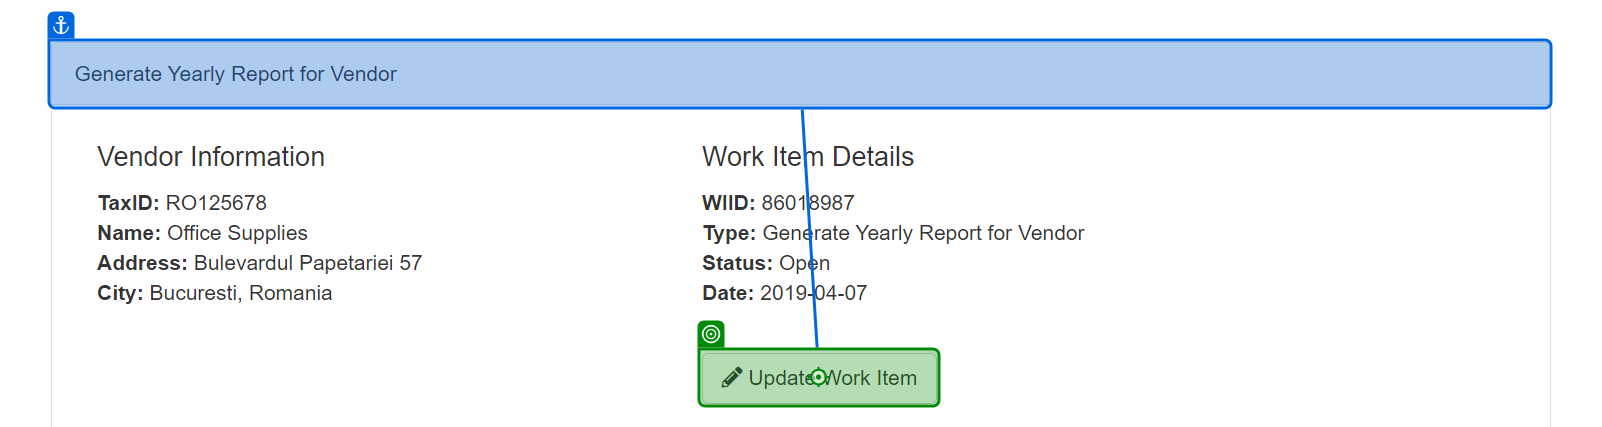 Generate Yearly Report for Vendor
Vendor Information
TaxID: RO125678
Name: Office Supplies
Address: Bulevardul Papetariei 57
City: Bucuresti, Romania
Work Item Details
WIID: 86018987
Type: Generate Yearly Report for Vendor
Status: Open
Date: 2019-04-07
Update Work Item